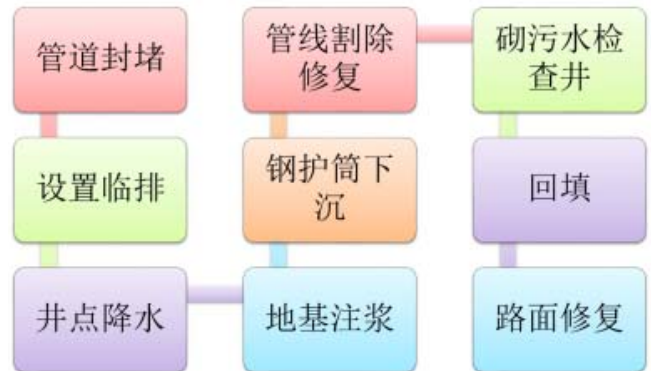 管道封堵
设置临排
井点降水
地基注浆
钢护筒下
沉
管线割除
修复
砌污水检
查井
回填
路面修复